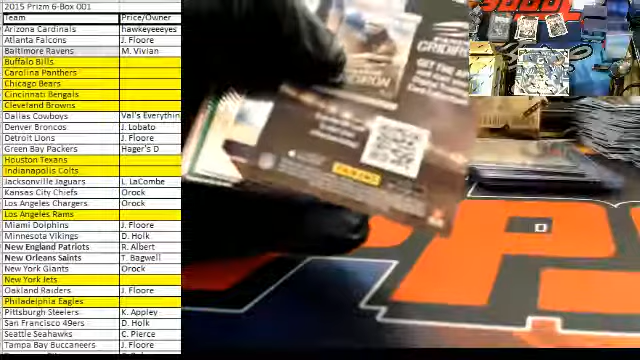 2015 Prizm 6-Box 001
Team Price/Owner
Arizona Cardinals hawkeyeeyes
Atlanta Falcons J. Floore
Baltimore Ravens M. Vivian
Buffalo Bills
Carolina Panthers
Chicago Bears
Cincinnati Bengals
Cleveland Browns
Dallas Cowboys Val's Everythin
Denver Broncos J. Lobato
Detroit Lions J. Floore
Green Bay Packers Hager's D
Houston Texans
Indianapolis Colts
Jacksonville Jaguars L. LaCombe
Kansas City Chiefs Orock
Los Angeles Chargers Orock
Los Angeles Rams
Miami Dolphins J. Floore
Minnesota Vikings D. Holk
New England Patriots R. Albert
New Orleans Saints T. Bagwell
New York Giants Orock
New York Jets
Oakland Raiders J. Floore
Philadelphia Eagles
Pittsburgh Steelers K. Appley
San Francisco 49ers D. Holk
Seattle Seahawks C. Pierce
Tampa Bay Buccaneers J. Floore
GRIDIRON
PANINI